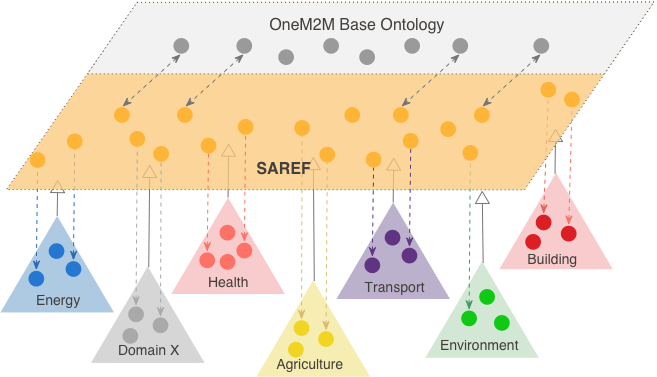 OneM2M Base Ontology
SAREF
Energy
Domain X
Health
Agriculture
Transport
Environment
Building